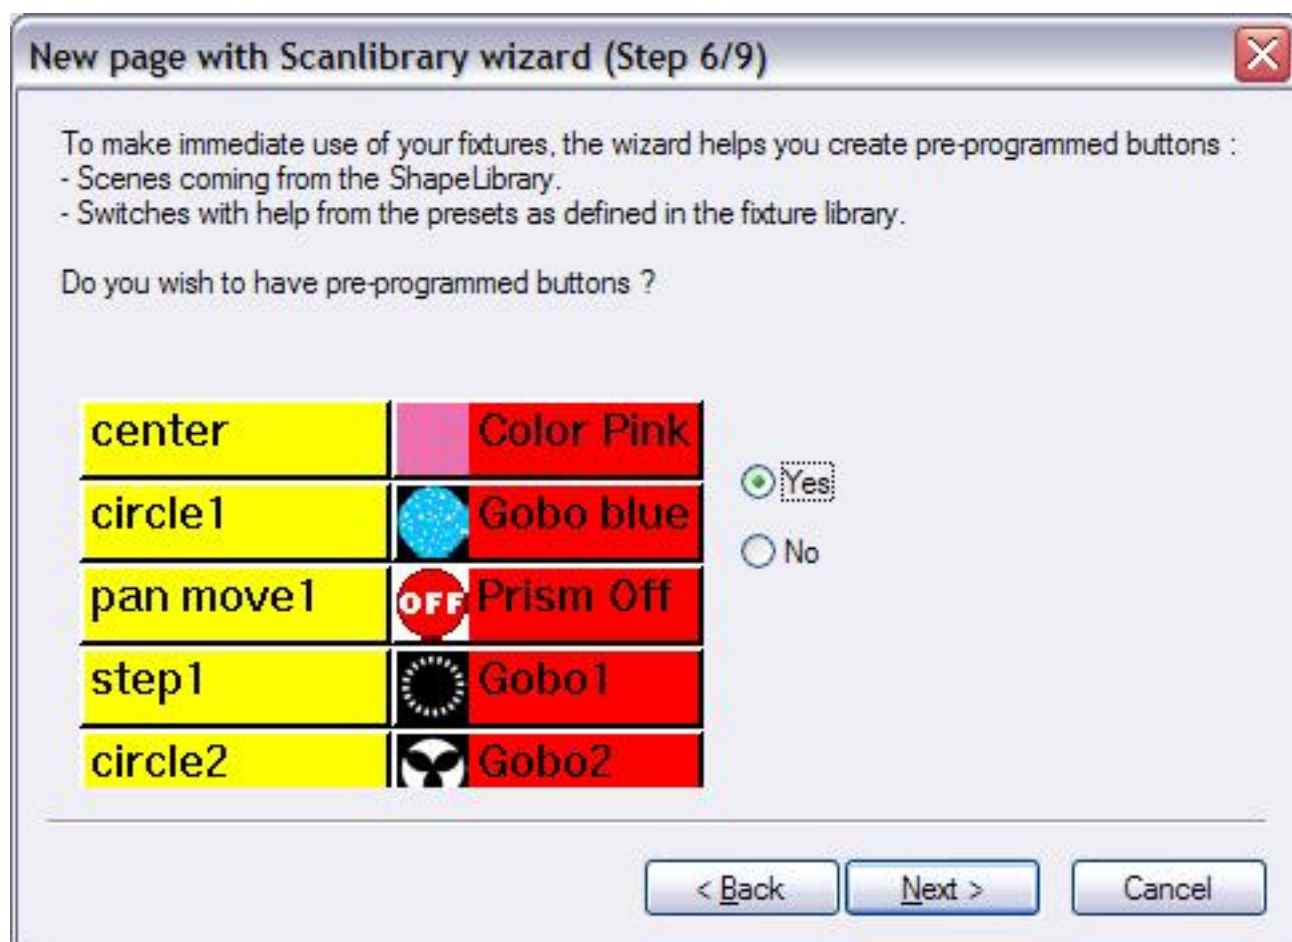 New page with Scanlibrary wizard (Step 6/9)
To make immediate use of your fixtures, the wizard helps you create pre-programmed buttons :
- Scenes coming from the ShapeLibrary.
- Switches with help from the presets as defined in the fixture library.
Do you wish to have pre-programmed buttons ?
center
Color Pink
circle1
Gobo blue
pan move1
OFF
Prism Off
step1
Gobo1
circle2
Gobo2
Yes
No
< Back
Next >
Cancel